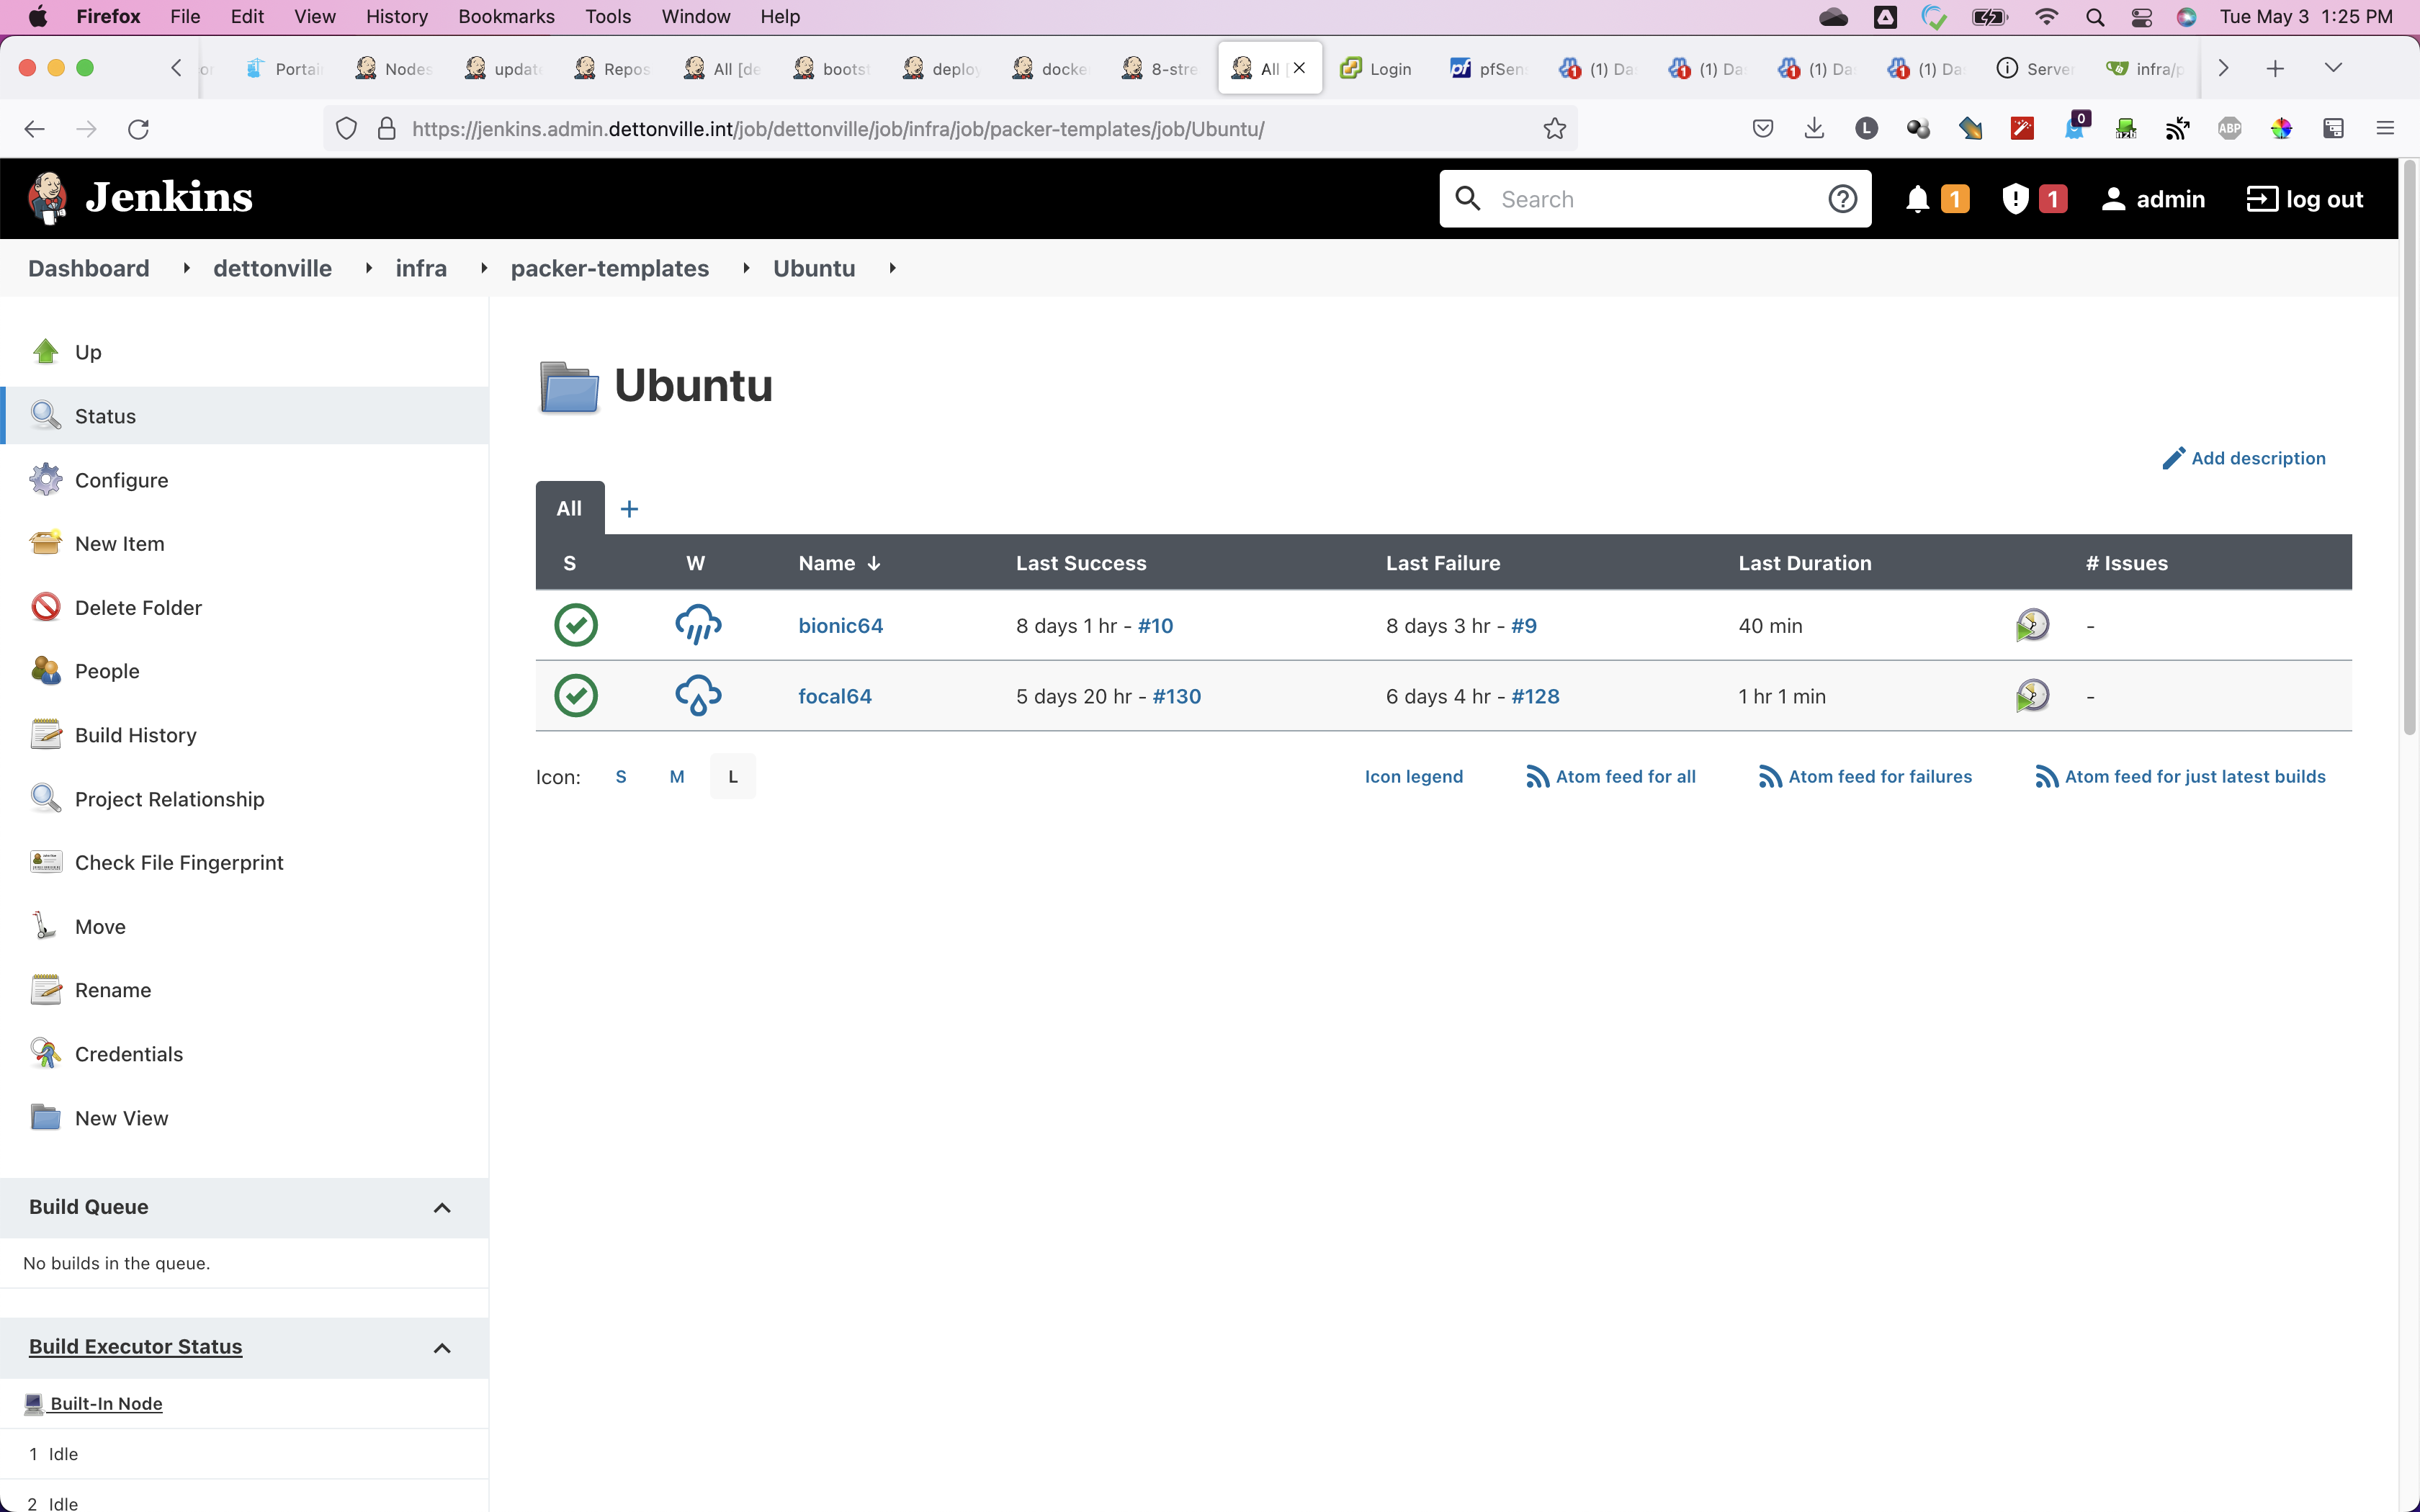 Firefox File Edit View History Bookmarks Tools Window Help Tue May 3 1:25 PM
Portai Nodes updat Repos All [de boots deploy docke 8-stre All Login pfSen (1) Da (1) Da (1) Da (1) Da Server infra/p
https://jenkins.admin.dettonville.int/job/dettonville/job/infra/job/packer-templates/job/Ubuntu/ L 0 nzb ABP
Jenkins Search 1 1 admin log out
Dashboard dettonville infra packer-templates Ubuntu
Up
Status
Configure
New Item
Delete Folder
People
Build History
Project Relationship
Check File Fingerprint
Move
Rename
Credentials
New View
Build Queue
No builds in the queue.
Build Executor Status
Built-In Node
1 Idle
2 Idle
Ubuntu
Add description
All +
S W Name ↓ Last Success Last Failure Last Duration # Issues
bionic64 8 days 1 hr - #10 8 days 3 hr - #9 40 min -
focal64 5 days 20 hr - #130 6 days 4 hr - #128 1 hr 1 min -
Icon: S M L Icon legend Atom feed for all Atom feed for failures Atom feed for just latest builds